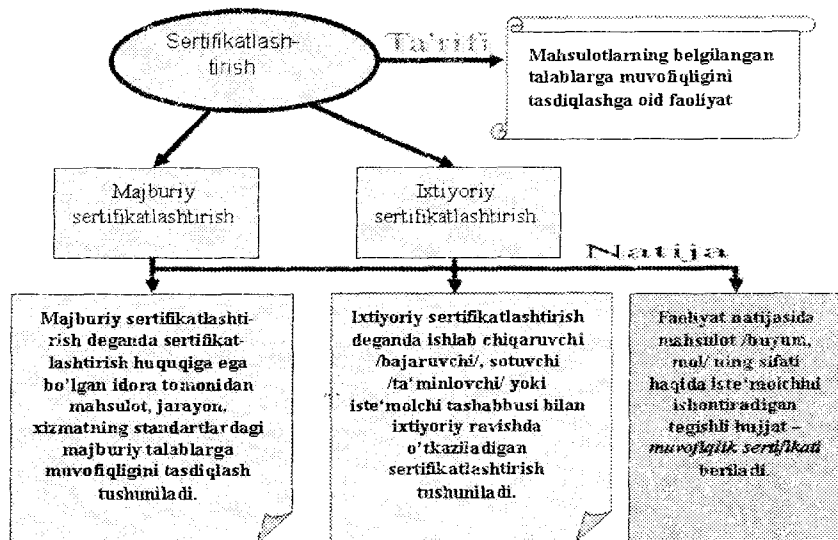 Sertifikatlash-
tirish
Ta'rifi
Mahsulotlarning belgilangan
talablarga muvofiqligini
tasdiqlashga oid faoliyat
Majburiy
sertifikatlashtirish
Ixtiyoriy
sertifikatlashtirish
Natija
Majburiy sertifikatlashti-
rish deganda sertifikat-
lashtirish huquqiga ega
bo'lgan idora tomonidan
mahsulot, jarayon,
xizmatning standartlardagi
majburiy talablarga
muvofiqligini tasdiqlash
tushuniladi.
Ixtiyoriy sertifikatlashtirish
deganda ishlab chiqaruvchi
/bajaruvchi/, sotuvchi
/ta'minlovchi/ yoki
iste'molchi tashabbusi bilan
ixtiyoriy ravishda
o'tkaziladigan
sertifikatlashtirish
tushuniladi.
Faoliyat natijasida
mahsulot /buyum,
mol/ ning sifati
haqida iste'molchini
ishontiradigan
tegishli hujjat –
muvofiqlik sertifikati
beriladi.